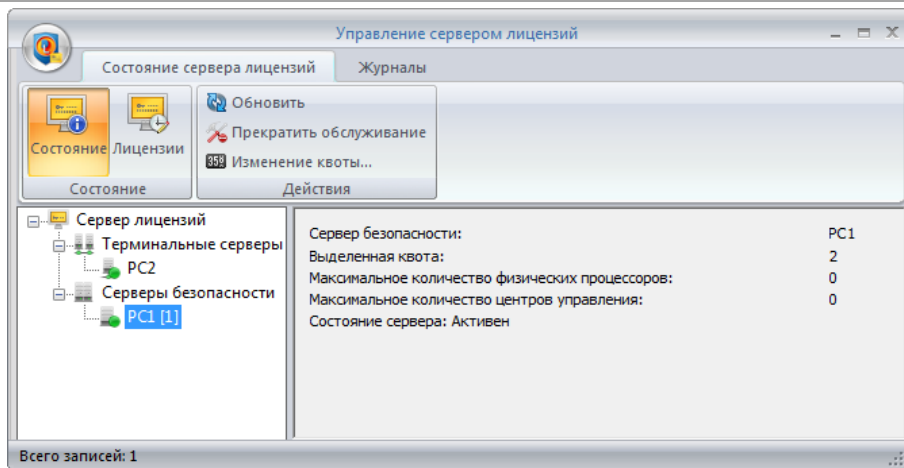 Управление сервером лицензий
Состояние сервера лицензий Журналы
Обновить
Прекратить обслуживание
Изменение квоты...
Состояние Лицензии
Состояние Действия
Сервер лицензий
Терминальные серверы
PC2
Серверы безопасности
PC1 [1]
Сервер безопасности: PC1
Выделенная квота: 2
Максимальное количество физических процессоров: 0
Максимальное количество центров управления: 0
Состояние сервера: Активен
Всего записей: 1